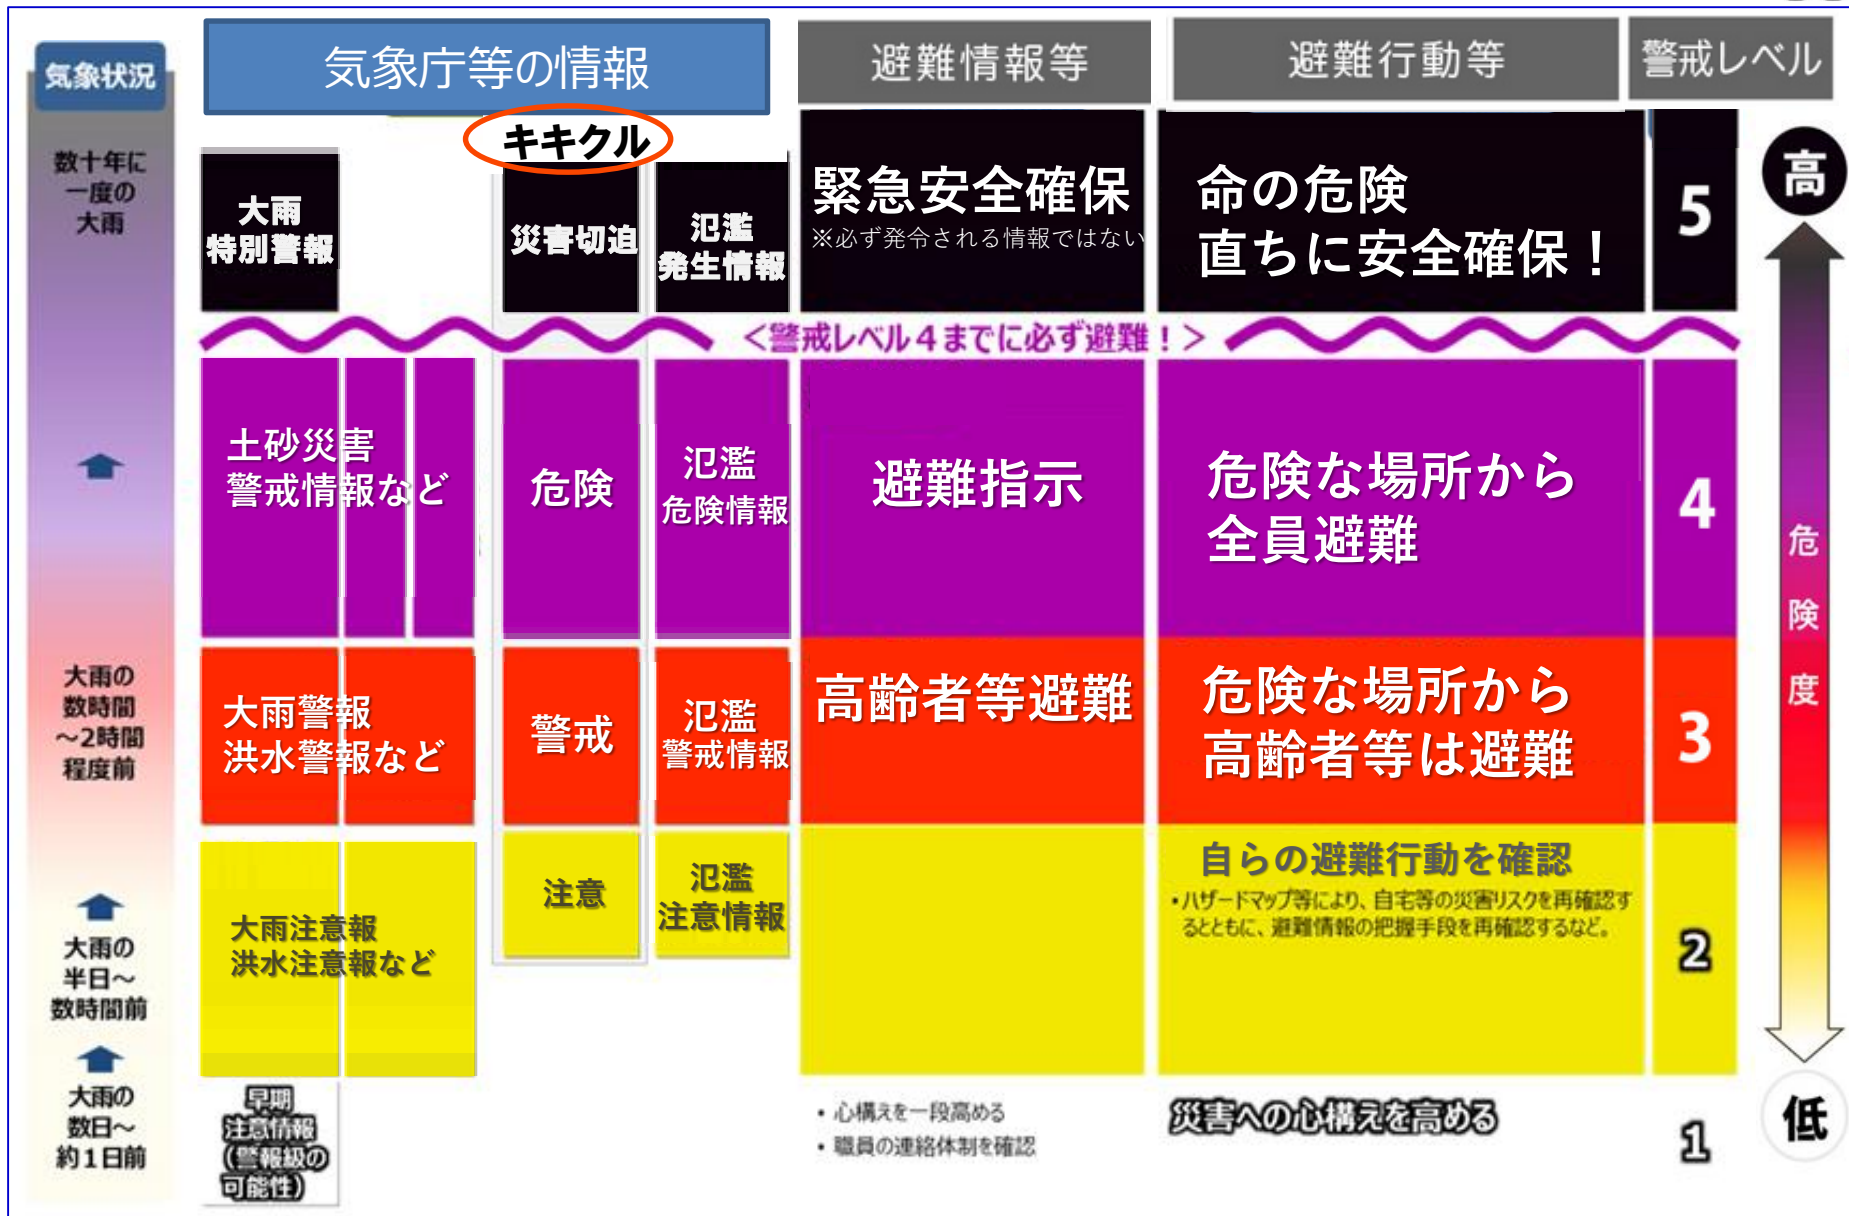 気象状況
気象庁等の情報
避難情報等
避難行動等
警戒レベル
キキクル
数十年に
一度の
大雨
大雨
特別警報
災害切迫
氾濫
発生情報
緊急安全確保
※必ず発令される情報ではない
命の危険
直ちに安全確保！
5
高
＜警戒レベル４までに必ず避難！＞
土砂災害
警戒情報など
危険
氾濫
危険情報
避難指示
危険な場所から
全員避難
4
危険度
大雨の
数時間
～2時間
程度前
大雨警報
洪水警報など
警戒
氾濫
警戒情報
高齢者等避難
危険な場所から
高齢者等は避難
3
大雨の
半日～
数時間前
大雨注意報
洪水注意報など
注意
氾濫
注意情報
自らの避難行動を確認
・ハザードマップ等により、自宅等の災害リスクを再確認す
るとともに、避難情報の把握手段を再確認するなど。
2
大雨の
数日～
約１日前
早期
注意情報
（警報級の
可能性）
・心構えを一段高める
・職員の連絡体制を確認
災害への心構えを高める
1
低